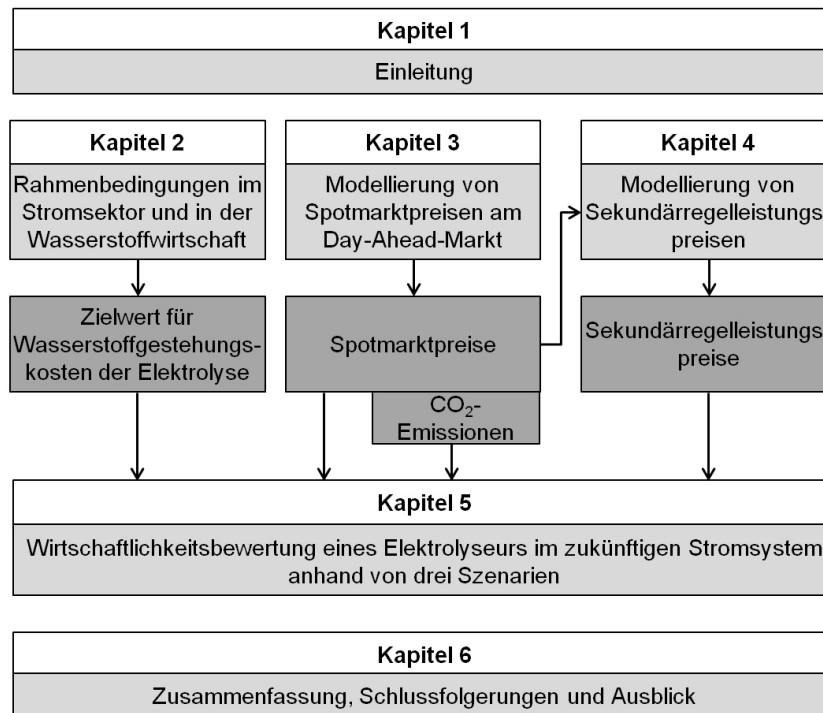 Kapitel 1
Einleitung
Kapitel 2
Rahmenbedingungen im
Stromsektor und in der
Wasserstoffwirtschaft
Zielwert für
Wasserstoffgestehungs-
kosten der Elektrolyse
Kapitel 3
Modellierung von
Spotmarktpreisen am
Day-Ahead-Markt
Spotmarktpreise
CO₂-
Emissionen
Kapitel 4
Modellierung von
Sekundärregelleistungs
preisen
Sekundärregelleistungs
preise
Kapitel 5
Wirtschaftlichkeitsbewertung eines Elektrolyseurs im zukünftigen Stromsystem
anhand von drei Szenarien
Kapitel 6
Zusammenfassung, Schlussfolgerungen und Ausblick